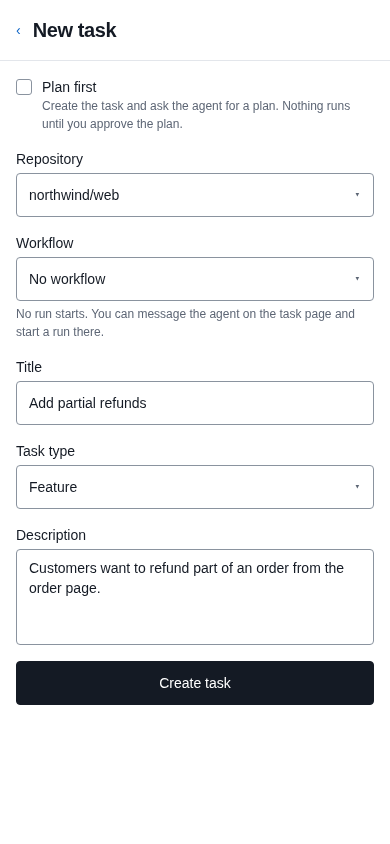 ‹ New task
Plan first
Create the task and ask the agent for a plan. Nothing runs
until you approve the plan.
Repository
northwind/web
Workflow
No workflow
No run starts. You can message the agent on the task page and
start a run there.
Title
Add partial refunds
Task type
Feature
Description
Customers want to refund part of an order from the
order page.
Create task